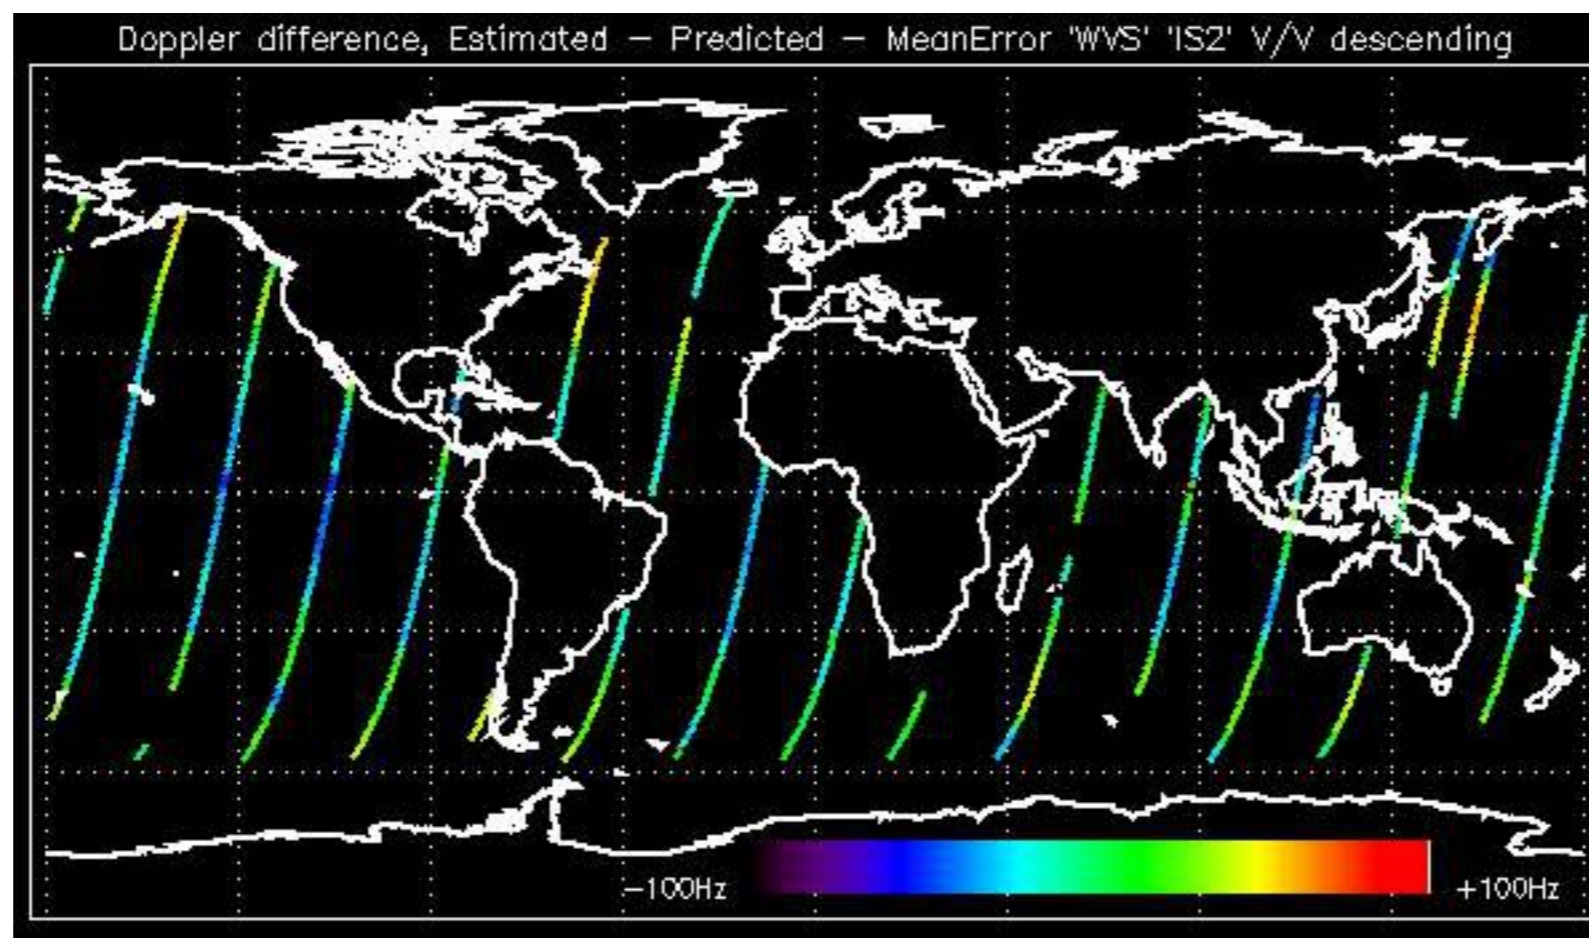 Doppler difference, Estimated – Predicted – MeanError 'WVS' 'IS2' V/V descending
–100Hz +100Hz